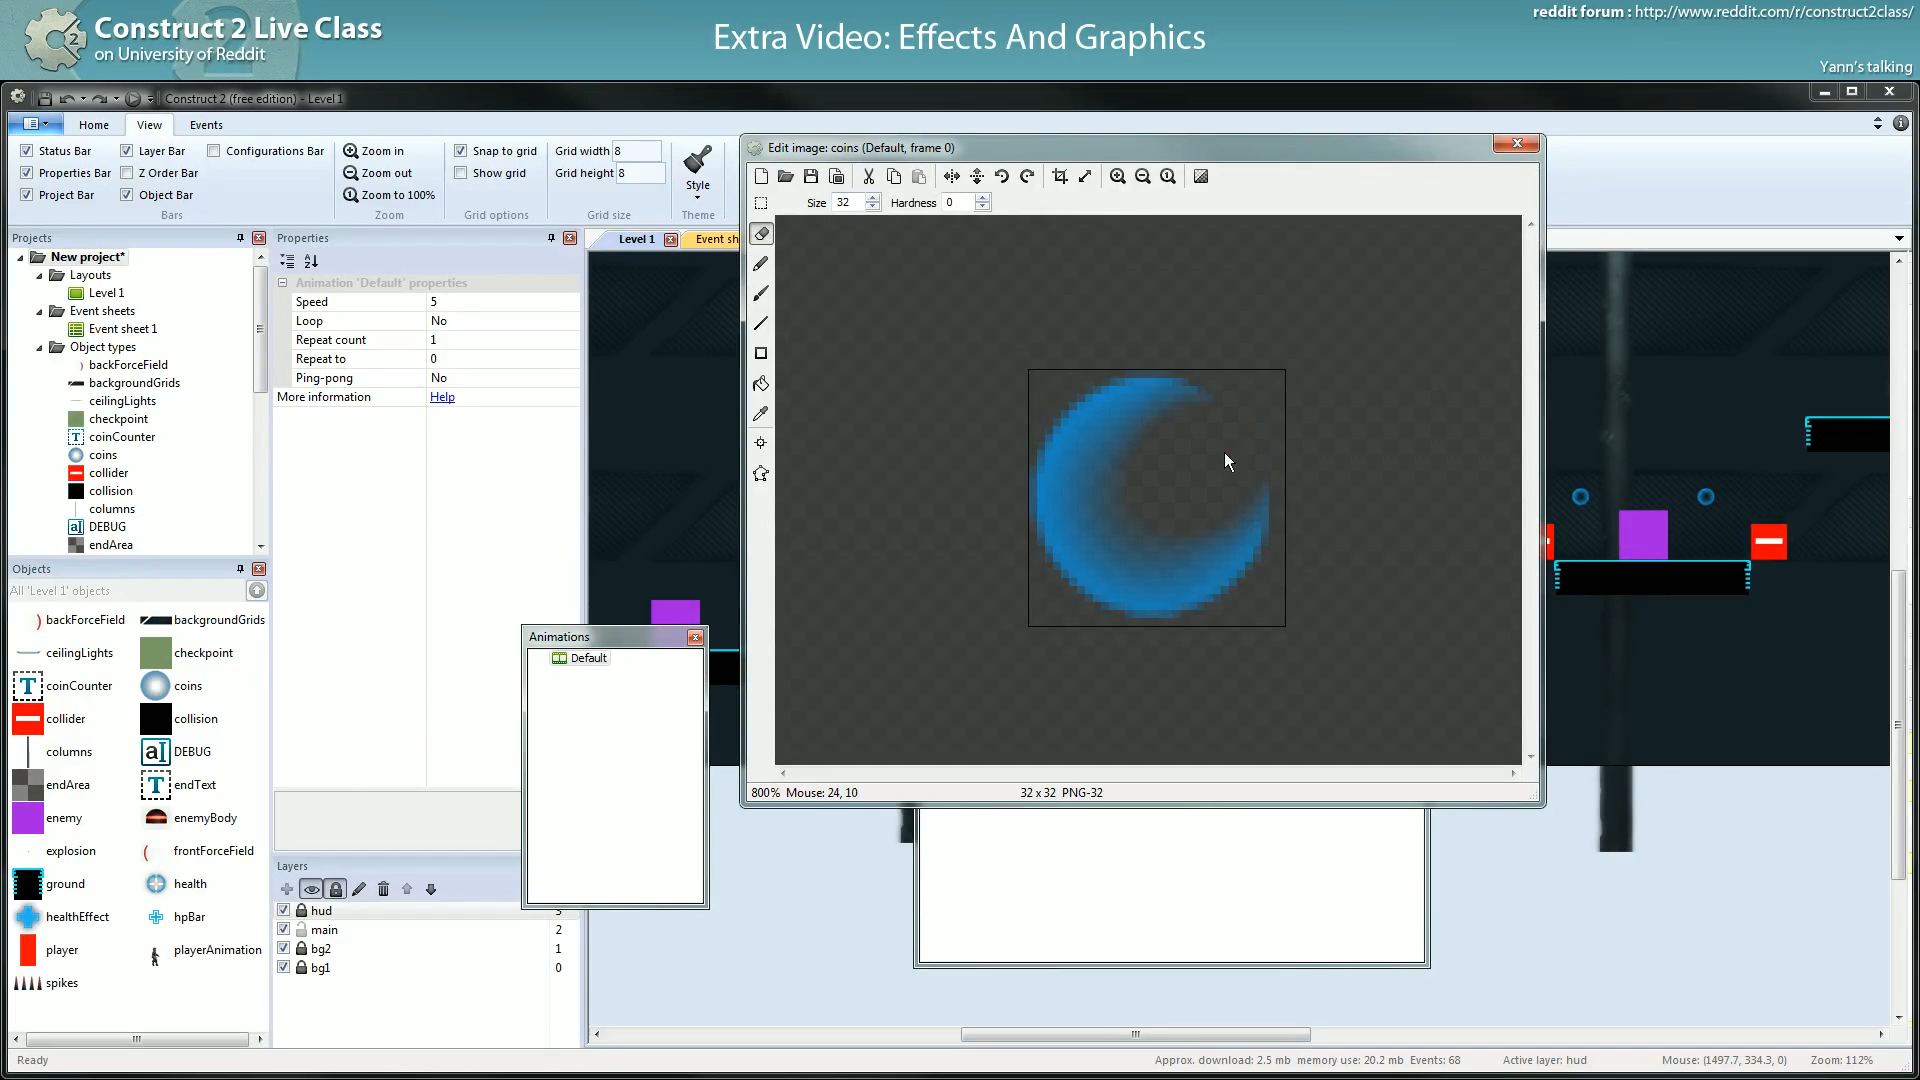 Construct 2 Live Class
on University of Reddit
Extra Video: Effects And Graphics
reddit forum : http://www.reddit.com/r/construct2class/
Yann's talking
Construct 2 (free edition) - Level 1
Home View Events
Status Bar Layer Bar Configurations Bar
Properties Bar Z Order Bar
Project Bar Object Bar
Bars
Zoom in
Zoom out
Zoom to 100%
Zoom
Snap to grid
Show grid
Grid options
Grid width 8
Grid height 8
Grid size
Style
Theme
Edit image: coins (Default, frame 0)
Size 32 Hardness 0
Projects
New project*
Layouts
Level 1
Event sheets
Event sheet 1
Object types
backForceField
backgroundGrids
ceilingLights
checkpoint
coinCounter
coins
collider
collision
columns
DEBUG
endArea
Properties
Animation 'Default' properties
Speed 5
Loop No
Repeat count 1
Repeat to 0
Ping-pong No
More information Help
Level 1 Event sh
Objects
All 'Level 1' objects
backForceField backgroundGrids
ceilingLights checkpoint
coinCounter coins
collider collision
columns DEBUG
endArea endText
enemy enemyBody
explosion frontForceField
ground health
healthEffect hpBar
player playerAnimation
spikes
Animations
Default
Layers
hud 3
main 2
bg2 1
bg1 0
800% Mouse: 24, 10 32 x 32 PNG-32
Ready
Approx. download: 2.5 mb memory use: 20.2 mb Events: 68 Active layer: hud Mouse: (1497.7, 334.3, 0) Zoom: 112%